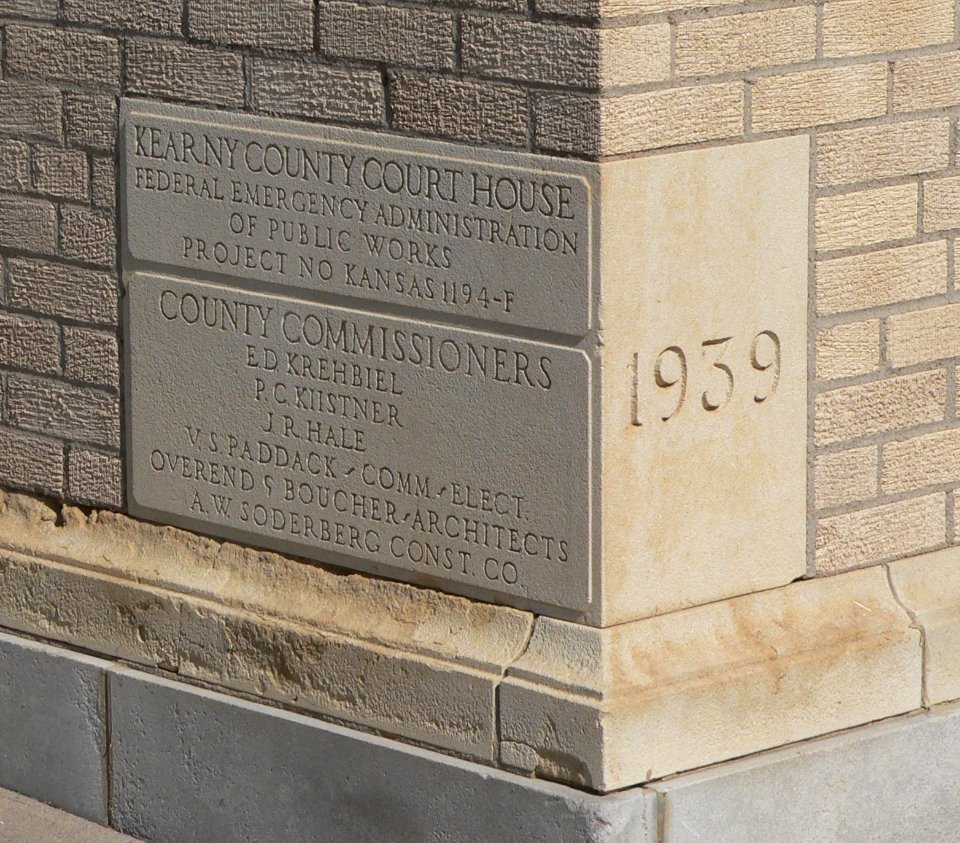 KEARNY COUNTY COURT HOUSE
FEDERAL EMERGENCY ADMINISTRATION
OF PUBLIC WORKS
PROJECT NO KANSAS 1194-F
COUNTY COMMISSIONERS
ED KREHBIEL
P.C. KIISTNER
J.R. HALE
V.S. PADDACK - COMM. - ELECT.
OVEREND & BOUCHER - ARCHITECTS
A.W. SODERBERG CONST. CO.
1939